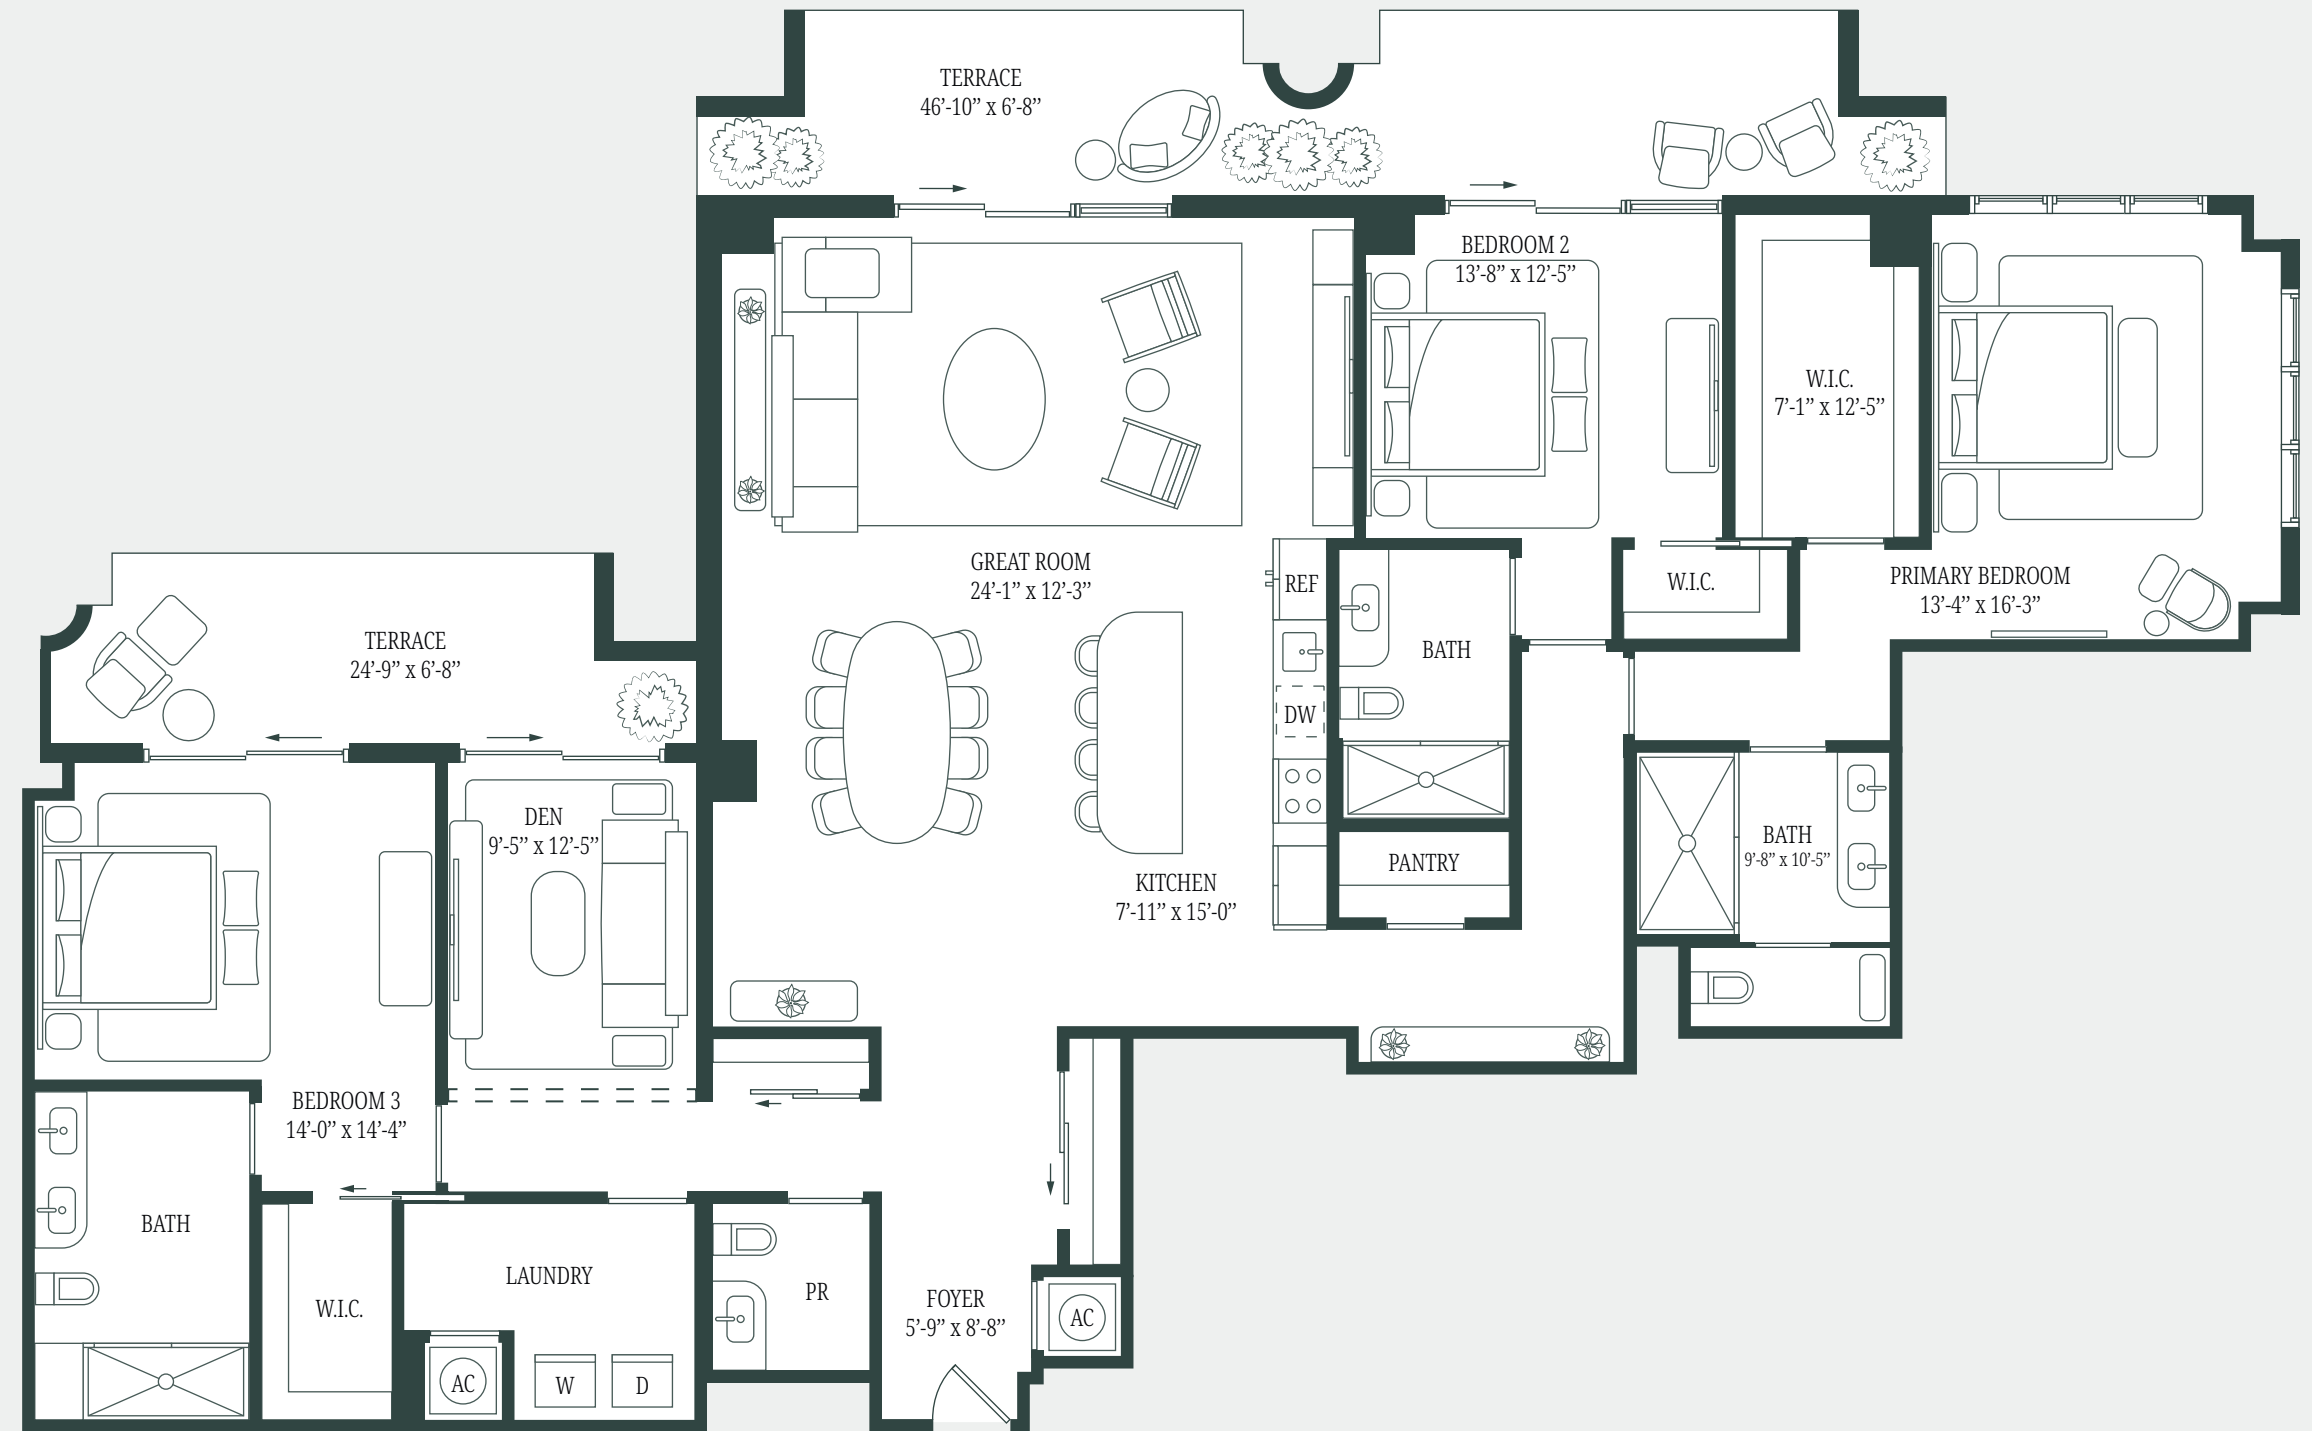 TERRACE
46’-10” x 6’-8”
BEDROOM 2
13’-8” x 12’-5”
W.I.C.
7’-1” x 12’-5”
GREAT ROOM
24’-1” x 12’-3”
REF
W.I.C.
PRIMARY BEDROOM
13’-4” x 16’-3”
TERRACE
24’-9” x 6’-8”
BATH
DW
DEN
9’-5” x 12’-5”
BATH
9’-8” x 10’-5”
PANTRY
KITCHEN
7’-11” x 15’-0”
BEDROOM 3
14’-0” x 14’-4”
BATH
LAUNDRY
PR
W.I.C.
FOYER
5’-9” x 8’-8”
AC
AC
W
D